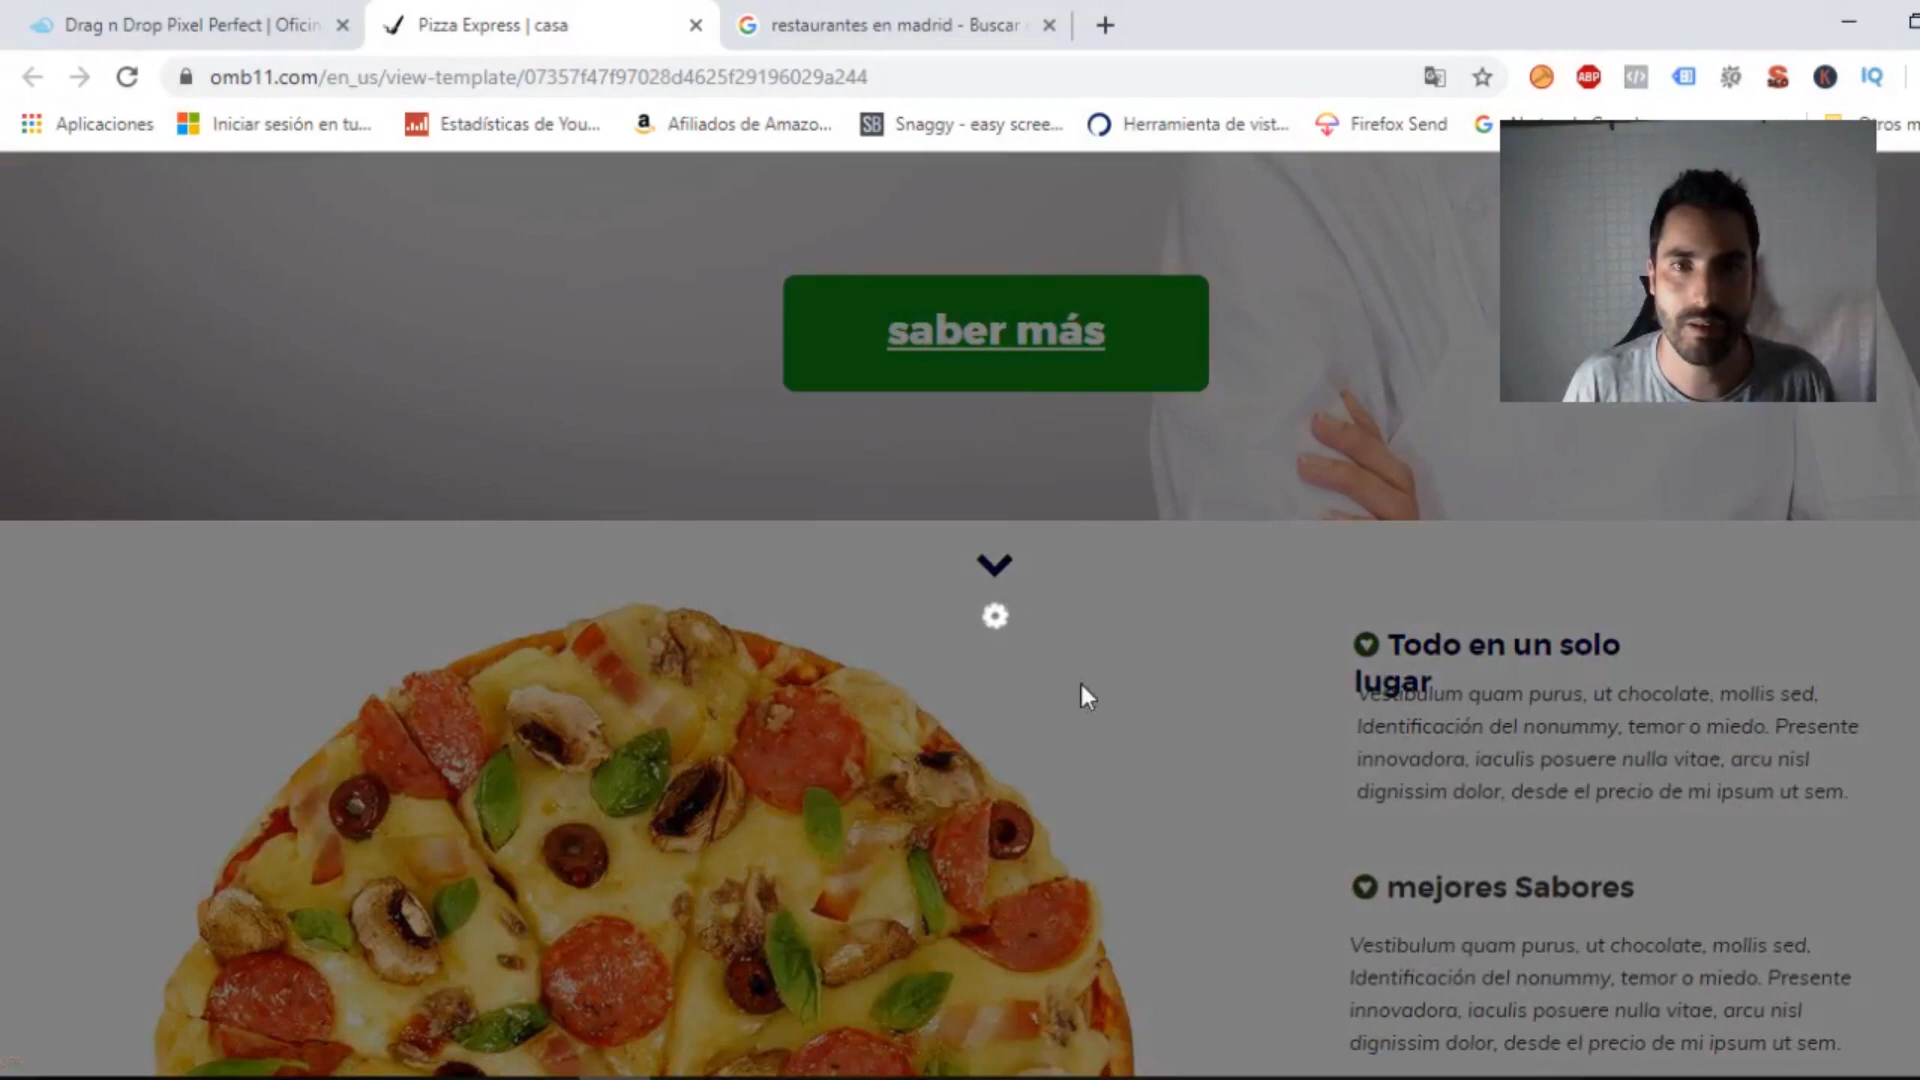 Drag n Drop Pixel Perfect | Oficin
Pizza Express | casa
restaurantes en madrid - Buscar
omb11.com/en_us/view-template/07357f47f97028d4625f29196029a244
ABP
IQ
Aplicaciones
Iniciar sesión en tu...
Estadísticas de You...
Afiliados de Amazo...
SB
Snaggy - easy scree...
Herramienta de vist...
Firefox Send
saber más
Todo en un solo
lugar
Vestibulum quam purus, ut chocolate, mollis sed,
Identificación del nonummy, temor o miedo. Presente
innovadora, iaculis posuere nulla vitae, arcu nisl
dignissim dolor, desde el precio de mi ipsum ut sem.
mejores Sabores
Vestibulum quam purus, ut chocolate, mollis sed,
Identificación del nonummy, temor o miedo. Presente
innovadora, iaculis posuere nulla vitae, arcu nisl
dignissim dolor, desde el precio de mi ipsum ut sem.